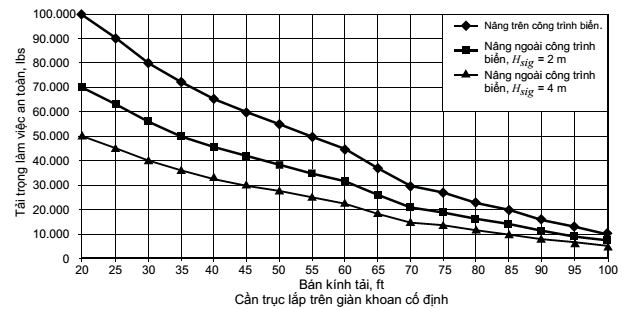 100.000
90.000
80.000
70.000
60.000
50.000
40.000
30.000
20.000
10.000
0
Tải trọng làm việc an toàn, lbs
Nâng trên công trình biển.
Nâng ngoài công trình
biển, Hsig = 2 m
Nâng ngoài công trình
biển, Hsig = 4 m
20 25 30 35 40 45 50 55 60 65 70 75 80 85 90 95 100
Bán kính tải, ft
Cần trục lắp trên giàn khoan cố định